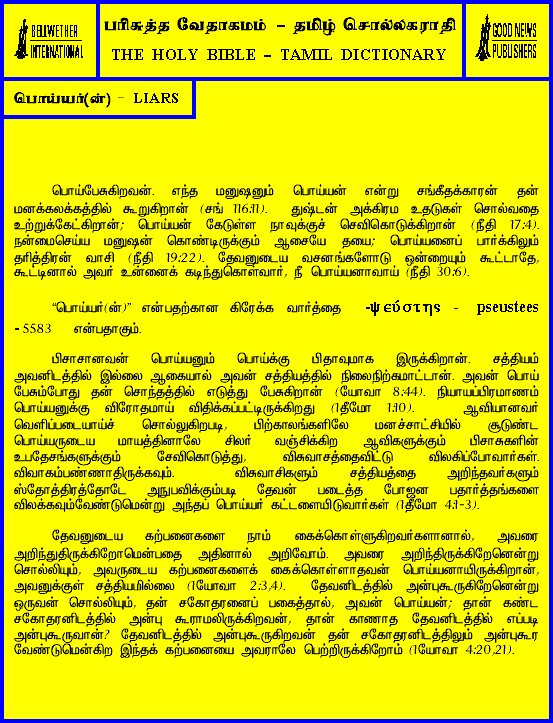 BELLWETHER
INTERNATIONAL
பரிசுத்த வேதாகமம் - தமிழ் சொல்லகராதி
THE HOLY BIBLE – TAMIL DICTIONARY
GOOD NEWS
PUBLISHERS
பொய்யர்(ன்) - LIARS
பொய்பேசுகிறவன். எந்த மனுஷனும் பொய்யன் என்று சங்கீதக்காரன் தன்
மனக்கலக்கத்தில் கூறுகிறான் (சங் 116:11). துஷ்டன் அக்கிரம உதடுகள் சொல்வதை
உற்றுக்கேட்கிறான்; பொய்யன் கேடுள்ள நாவுக்குச் செவிகொடுக்கிறான் (நீதி 17:4).
நன்மைசெய்ய மனுஷன் கொண்டிருக்கும் ஆசையே தயை; பொய்யனைப் பார்க்கிலும்
தரித்திரன் வாசி (நீதி 19:22). தேவனுடைய வசனங்களோடு ஒன்றையும் கூட்டாதே,
கூட்டினால் அவர் உன்னைக் கடிந்துகொள்வார், நீ பொய்யனாவாய் (நீதி 30:6).
“பொய்யர்(ன்)” என்பதற்கான கிரேக்க வார்த்தை -ψεύστης - pseustees
- 5583 என்பதாகும்.
பிசாசானவன் பொய்யனும் பொய்க்கு பிதாவுமாக இருக்கிறான். சத்தியம்
அவனிடத்தில் இல்லை ஆகையால் அவன் சத்தியத்தில் நிலைநிற்கமாட்டான். அவன் பொய்
பேசும்போது தன் சொந்தத்தில் எடுத்து பேசுகிறான் (யோவா 8:44). நியாயப்பிரமாணம்
பொய்யனுக்கு விரோதமாய் விதிக்கப்பட்டிருக்கிறது (1தீமோ 1:10). ஆவியானவர்
வெளிப்படையாய்ச் சொல்லுகிறபடி, பிற்காலங்களிலே மனச்சாட்சியில் சூடுண்ட
பொய்யருடைய மாயத்தினாலே சிலர் வஞ்சிக்கிற ஆவிகளுக்கும் பிசாசுகளின்
உபதேசங்களுக்கும் சேவிகொடுத்து, விசுவாசத்தைவிட்டு விலகிப்போவார்கள்.
விவாகம்பண்ணாதிருக்கவும். விசுவாசிகளும் சத்தியத்தை அறிந்தவர்களும்
ஸ்தோத்திரத்தோடே அநுபவிக்கும்படி தேவன் படைத்த போஜன பதார்த்தங்களை
விலக்கவும்வேண்டுமென்று அந்தப் பொய்யர் கட்டளையிடுவார்கள் (1தீமோ 4:1-3).
தேவனுடைய கற்பனைகளை நாம் கைக்கொள்ளுகிறவர்களானால், அவரை
அறிந்துதிருக்கிறோமென்பதை அதினால் அறிவோம். அவரை அறிந்திருக்கிறேனென்று
சொல்லியும், அவருடைய கற்பனைகளைக் கைக்கொள்ளாதவன் பொய்யனாயிருக்கிறான்,
அவனுக்குள் சத்தியமில்லை (1யோவா 2:3,4). தேவனிடத்தில் அன்புகூருகிறேனென்று
ஒருவன் சொல்லியும், தன் சகோதரனைப் பகைத்தால், அவன் பொய்யன்; தான் கண்ட
சகோதரனிடத்தில் அன்பு கூராமலிருக்கிறவன், தான் காணாத தேவனிடத்தில் எப்படி
அன்புகூருவான்? தேவனிடத்தில் அன்புகூருகிறவன் தன் சகோதரனிடத்திலும் அன்புகூர
வேண்டுமென்கிற இந்தக் கற்பனையை அவராலே பெற்றிருக்கிறோம் (1யோவா 4:20,21).